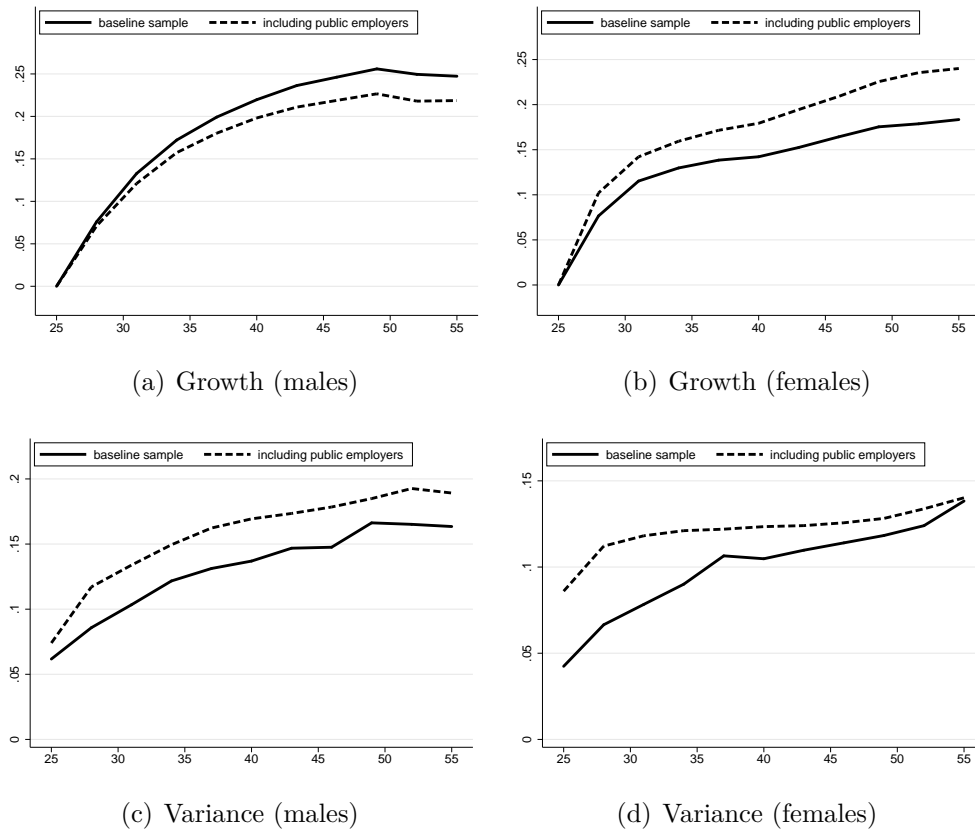 baseline sample including public employers
.25
.2
.15
.1
.05
0
25 30 35 40 45 50 55
(a) Growth (males)
baseline sample including public employers
.25
.2
.15
.1
.05
0
25 30 35 40 45 50 55
(b) Growth (females)
baseline sample including public employers
.2
.15
.1
.05
0
25 30 35 40 45 50 55
(c) Variance (males)
baseline sample including public employers
.15
.1
.05
0
25 30 35 40 45 50 55
(d) Variance (females)